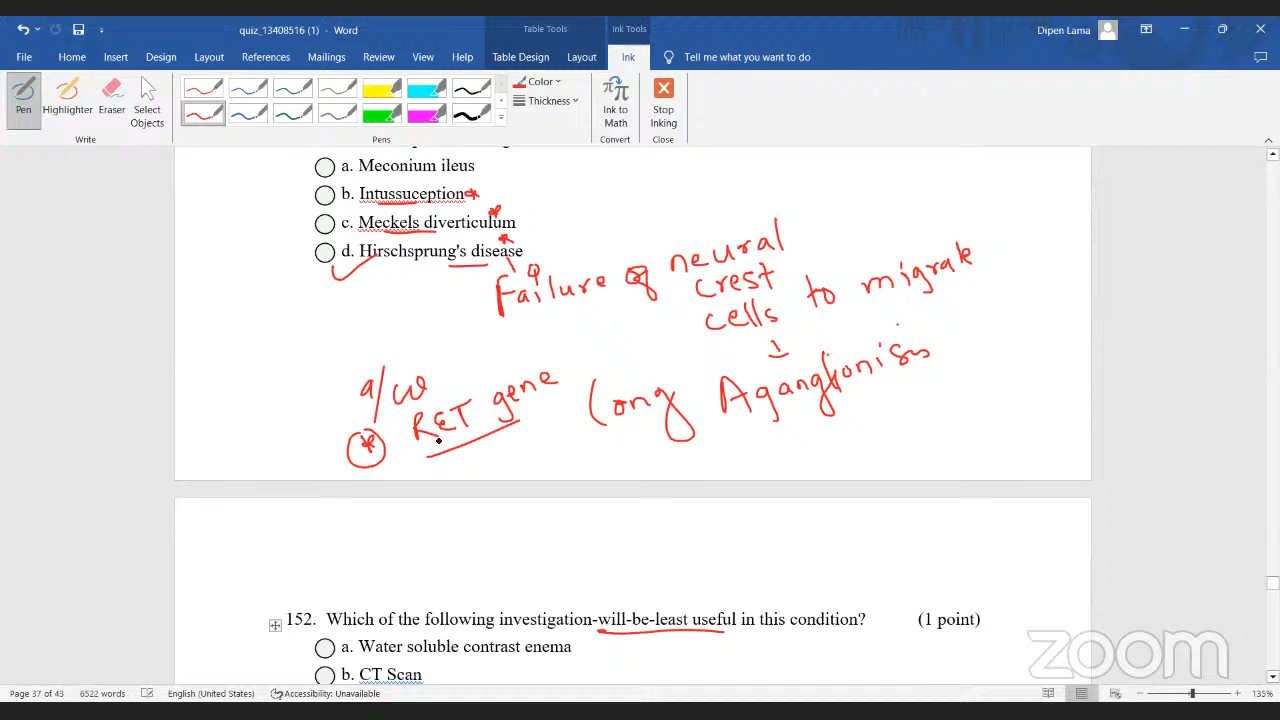 quiz_13408516 (1) - Word
Table Tools
Ink Tools
Dipen Lama
File
Home
Insert
Design
Layout
References
Mailings
Review
View
Help
Table Design
Layout
Ink
Tell me what you want to do
Pen
Highlighter
Eraser
Select Objects
Color
Thickness
Ink to Math
Stop Inking
Write
Pens
Convert
Close
a. Meconium ileus
b. Intussuception
c. Meckels diverticulum
d. Hirschsprung's disease
Failure of neural
crest
cells to migrate
a/w
RET gene
Long Aganglionism
152. Which of the following investigation-will-be-least useful in this condition? (1 point)
a. Water soluble contrast enema
b. CT Scan
zoom
Page 37 of 43
6522 words
English (United States)
Accessibility: Unavailable
135%